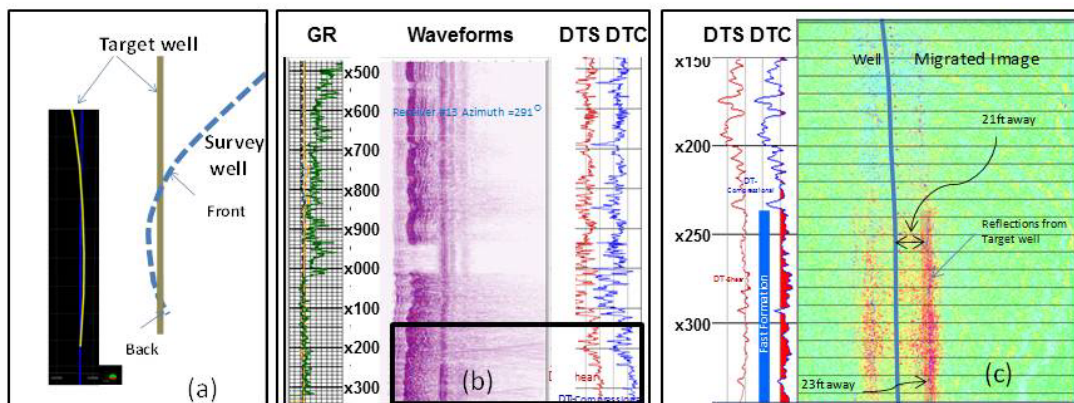 Target well
Survey
well
Front
Back
(a)
GR
Waveforms
DTS DTC
x500
x600
x700
x800
x900
x000
x100
x200
x300
Receiver #13 Azimuth =291O
(b)
hear
DT-Compressional
DTS DTC
x150
x200
x250
x300
DT-
Compressional
DT-Shear
Fast Formation
Well
Migrated Image
21ft away
Reflections from
Target well
23ft away
(c)